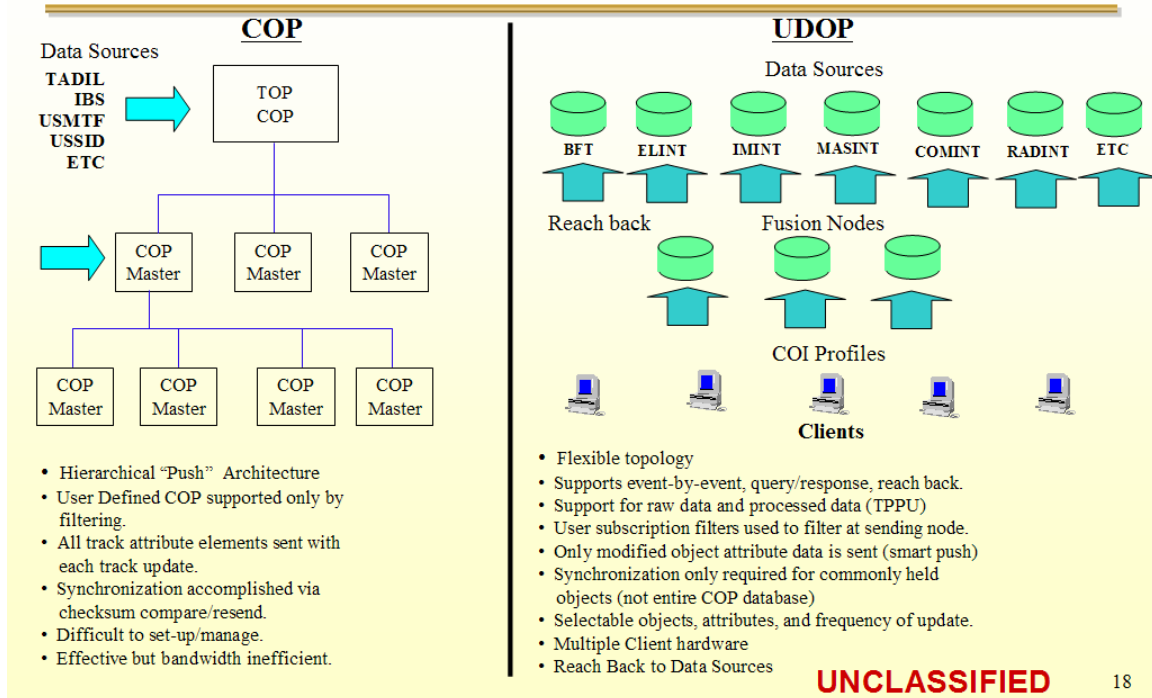 COP
Data Sources
TADIL
IBS
USMTF
USSID
ETC
TOP
COP
COP
Master
COP
Master
COP
Master
COP
Master
COP
Master
COP
Master
COP
Master
• Hierarchical “Push” Architecture
• User Defined COP supported only by
filtering.
• All track attribute elements sent with
each track update.
• Synchronization accomplished via
checksum compare/resend.
• Difficult to set-up/manage.
• Effective but bandwidth inefficient.
UDOP
Data Sources
BFT
ELINT
IMINT
MASINT
COMINT
RADINT
ETC
Reach back
Fusion Nodes
COI Profiles
Clients
• Flexible topology
• Supports event-by-event, query/response, reach back.
• Support for raw data and processed data (TPPU)
• User subscription filters used to filter at sending node.
• Only modified object attribute data is sent (smart push)
• Synchronization only required for commonly held
objects (not entire COP database)
• Selectable objects, attributes, and frequency of update.
• Multiple Client hardware
• Reach Back to Data Sources
UNCLASSIFIED
18